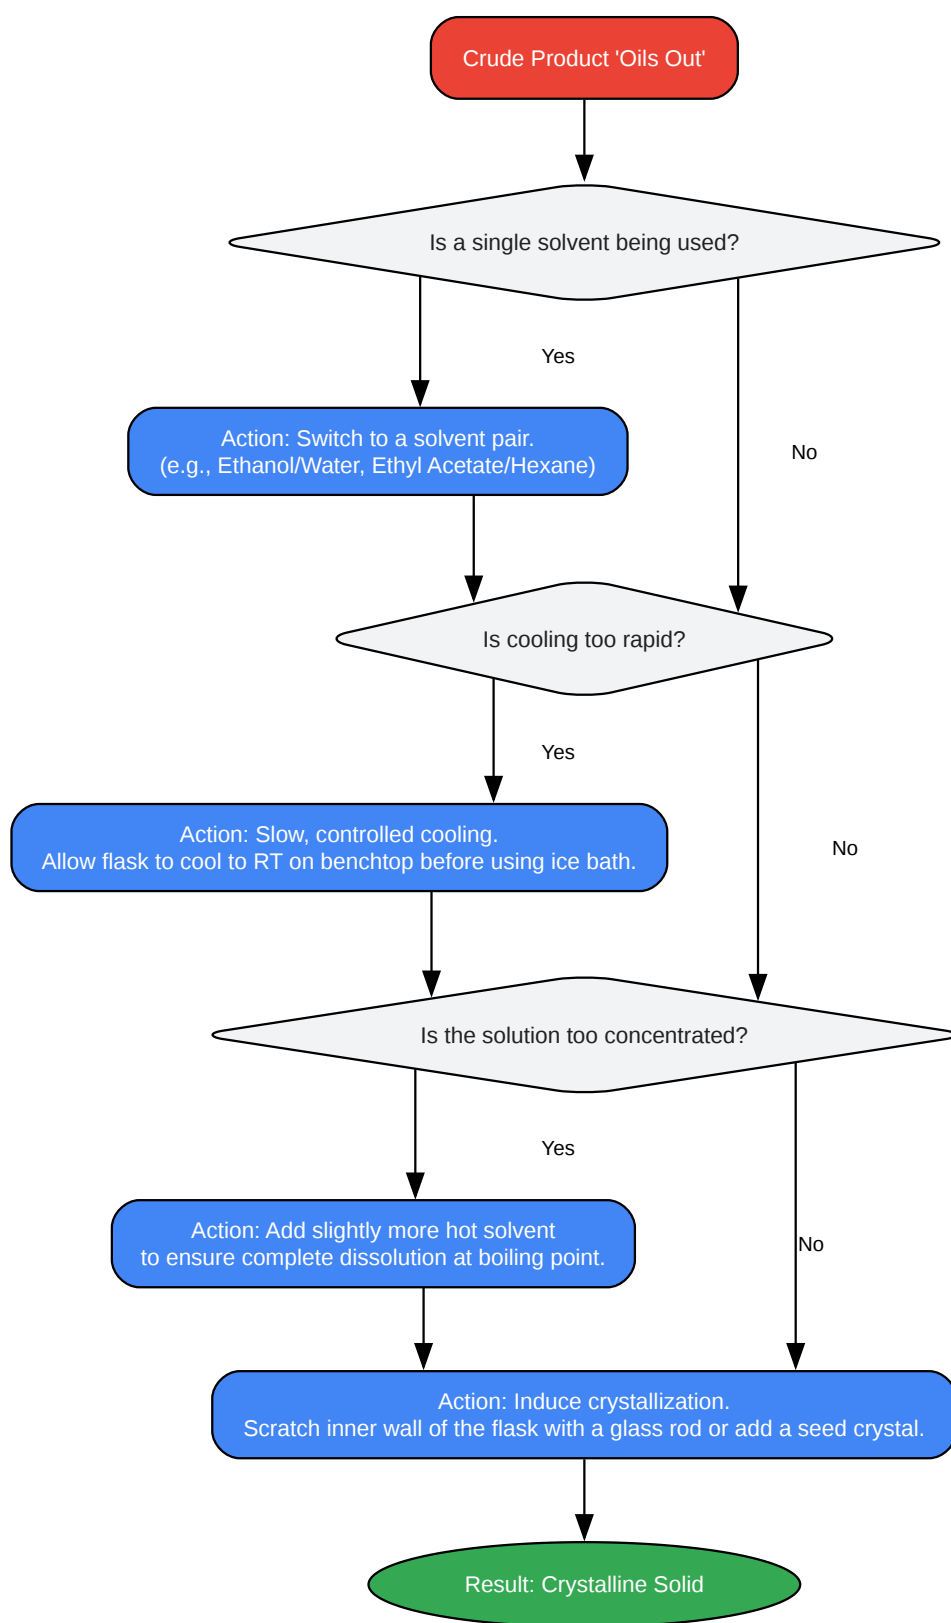 Crude Product 'Oils Out'
Is a single solvent being used?
Yes
Action: Switch to a solvent pair.
(e.g., Ethanol/Water, Ethyl Acetate/Hexane)
No
Is cooling too rapid?
Yes
Action: Slow, controlled cooling.
Allow flask to cool to RT on benchtop before using ice bath.
No
Is the solution too concentrated?
Yes
Action: Add slightly more hot solvent
to ensure complete dissolution at boiling point.
No
Action: Induce crystallization.
Scratch inner wall of the flask with a glass rod or add a seed crystal.
Result: Crystalline Solid